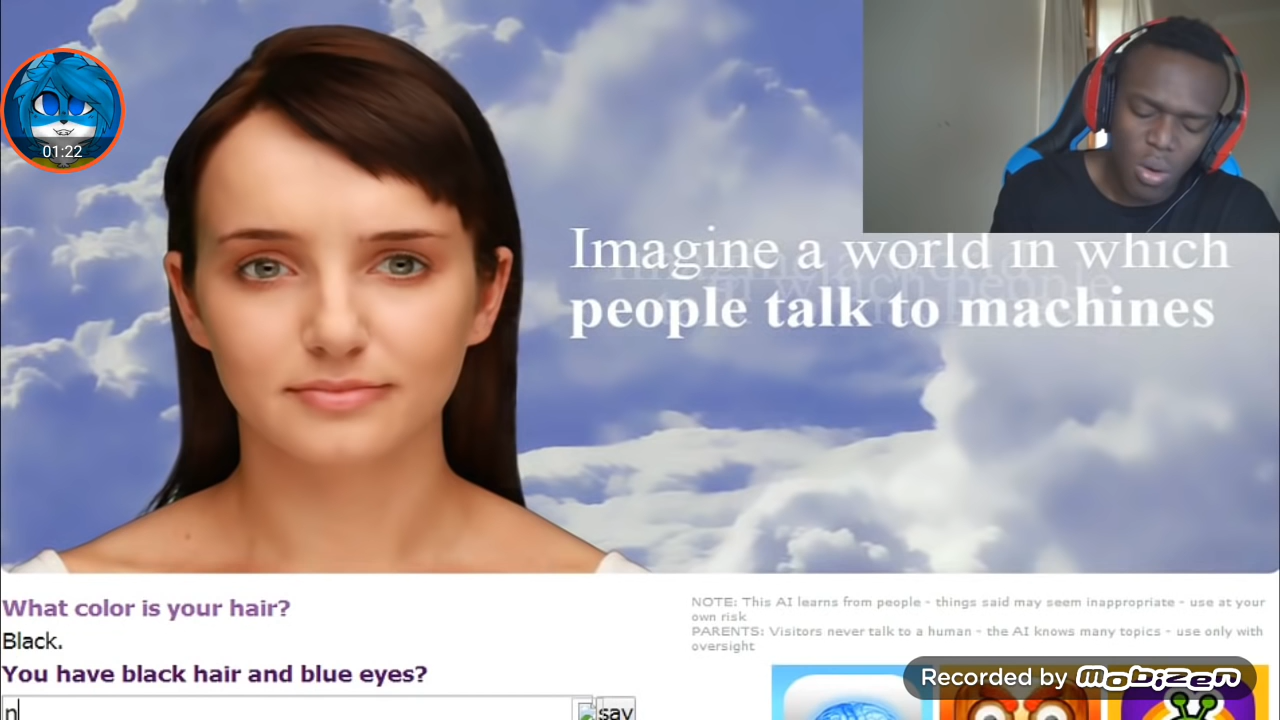 01:22
Imagine a world in which
people talk to machines
What color is your hair?
Black.
You have black hair and blue eyes?
n
say
NOTE: This AI learns from people - things said may seem inappropriate - use at your
own risk
PARENTS: Visitors never talk to a human - the AI knows many topics - use only with
oversight
Recorded by mobizen